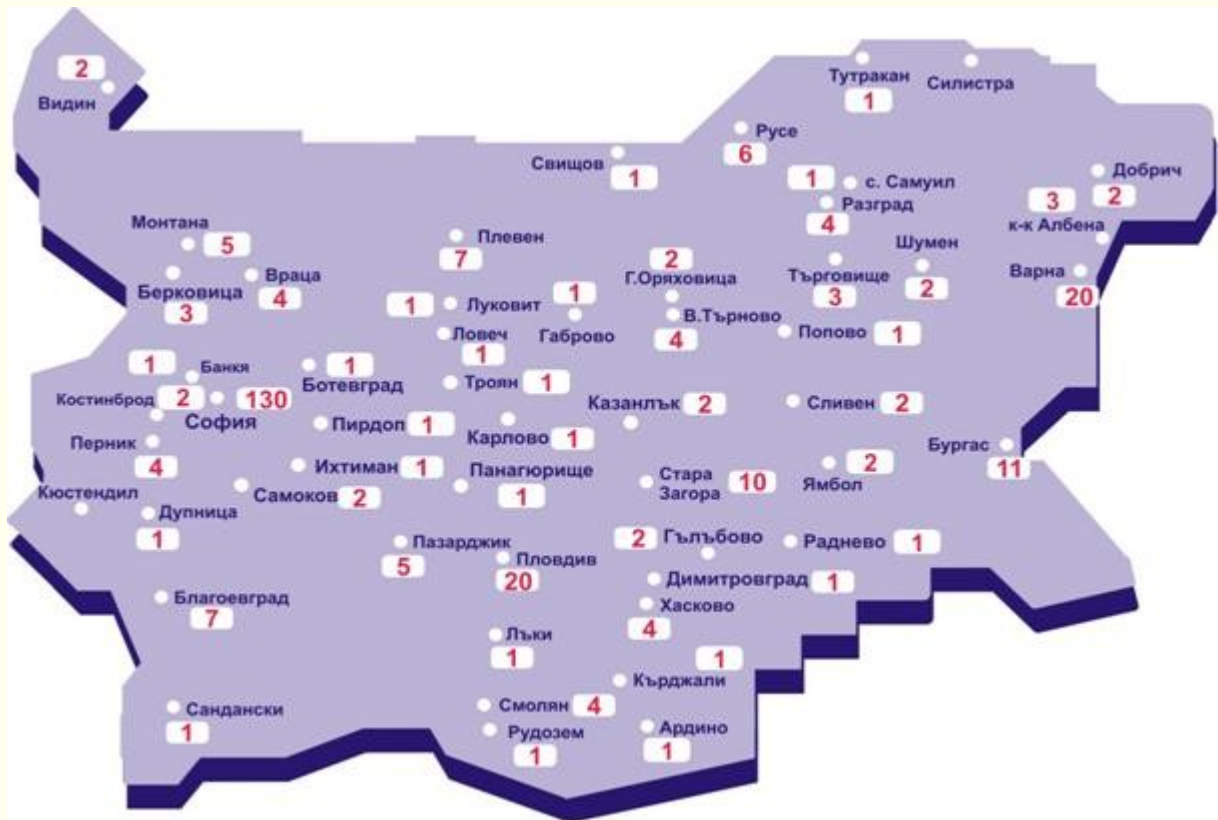 2
Видин
Тутракан
1
Силистра
Русе
6
Свищов
1
1
с. Самуил
Разград
4
Добрич
2
3
к-к Албена
Монтана
5
Плевен
7
Шумен
2
Г.Оряховица
2
Търговище
3
Варна
20
Берковица
3
Враца
4
1
Луковит
1
Габрово
В.Търново
4
Попово
1
Ловеч
1
1
Банкя
Ботевград
1
Троян
1
Костинброд
2
София
130
Казанлък
2
Сливен
2
Пирдоп
1
Карлово
1
Перник
4
Бургас
11
Ихтиман
1
Панагюрище
1
Стара
Загора
10
2
Ямбол
Кюстендил
Самоков
2
Дупница
1
Пазарджик
5
Пловдив
20
2
Гълъбово
Раднево
1
Димитровград
1
Благоевград
7
Хасково
4
Лъки
1
1
Кърджали
Сандански
1
Смолян
4
Рудозем
1
Ардино
1